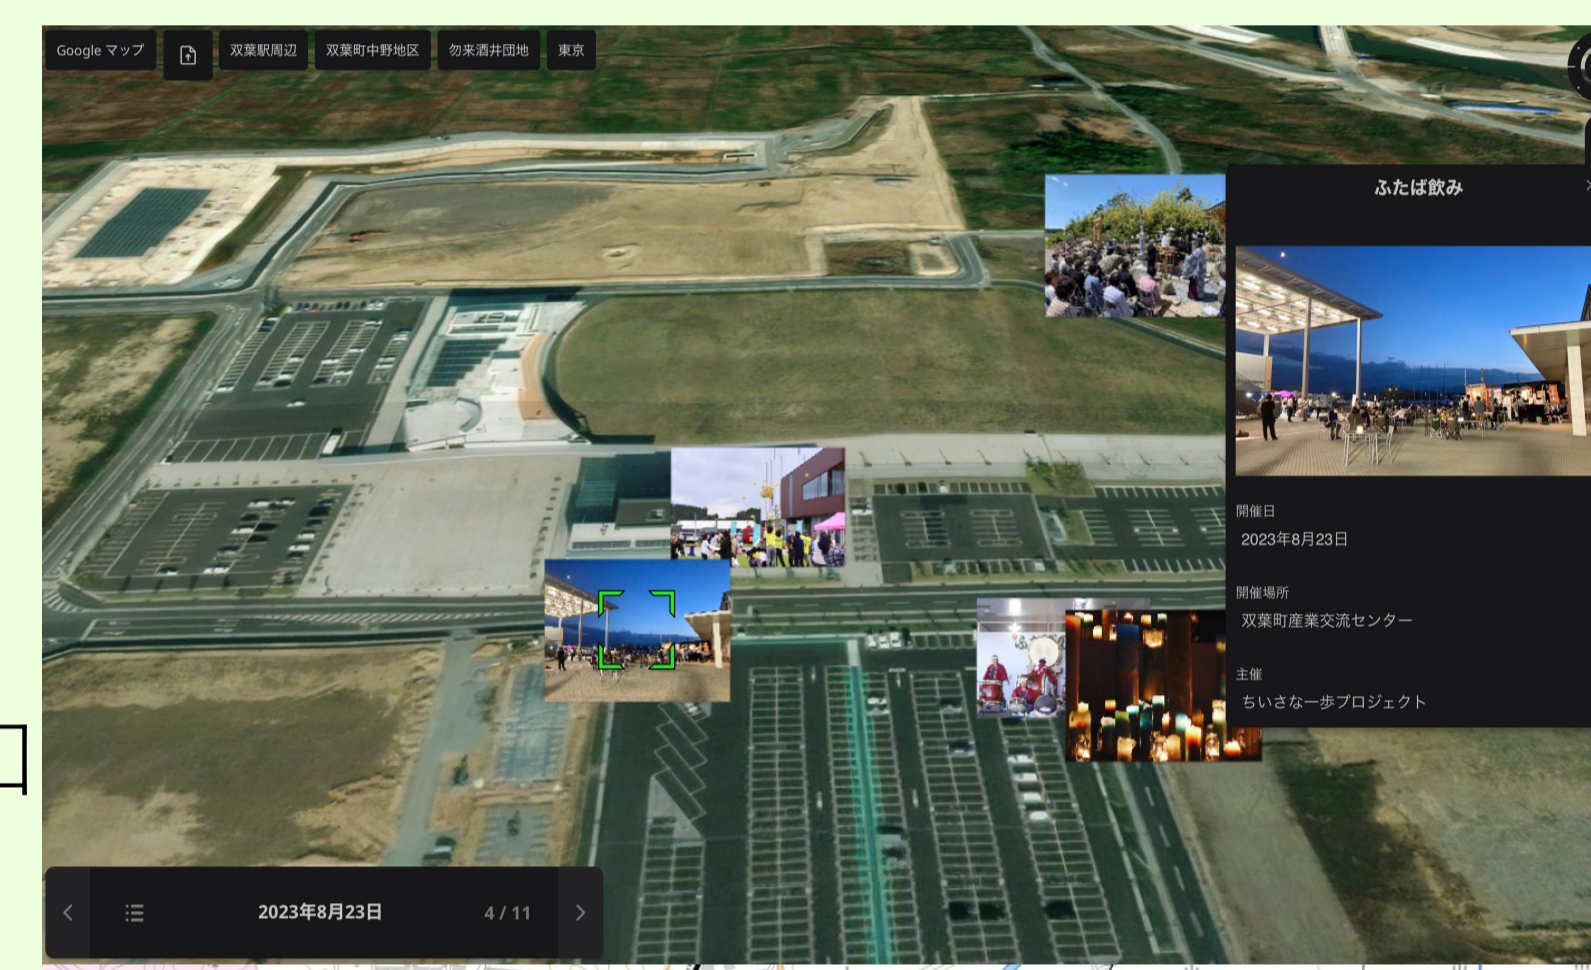 Google マップ
双葉駅周辺
双葉町中野地区
勿来酒井団地
東京
ふたば飲み
開催日
2023年8月23日
開催場所
双葉町産業交流センター
主催
ちいさな一歩プロジェクト
2023年8月23日
4 / 11